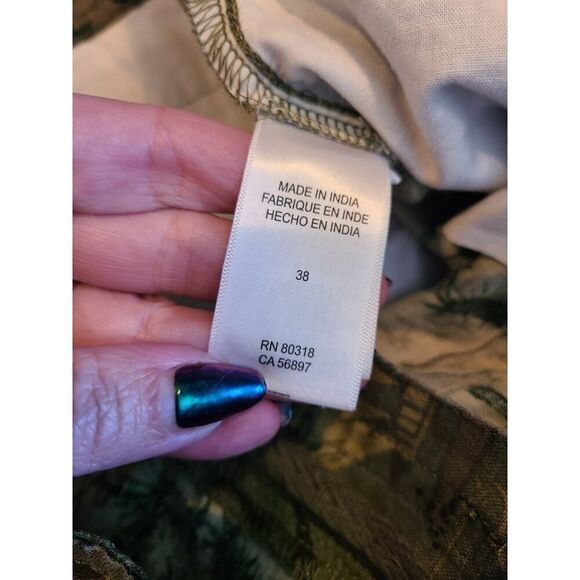 MADE IN INDIA
FABRIQUE EN INDE
HECHO EN INDIA
38
RN 80318
CA 56897